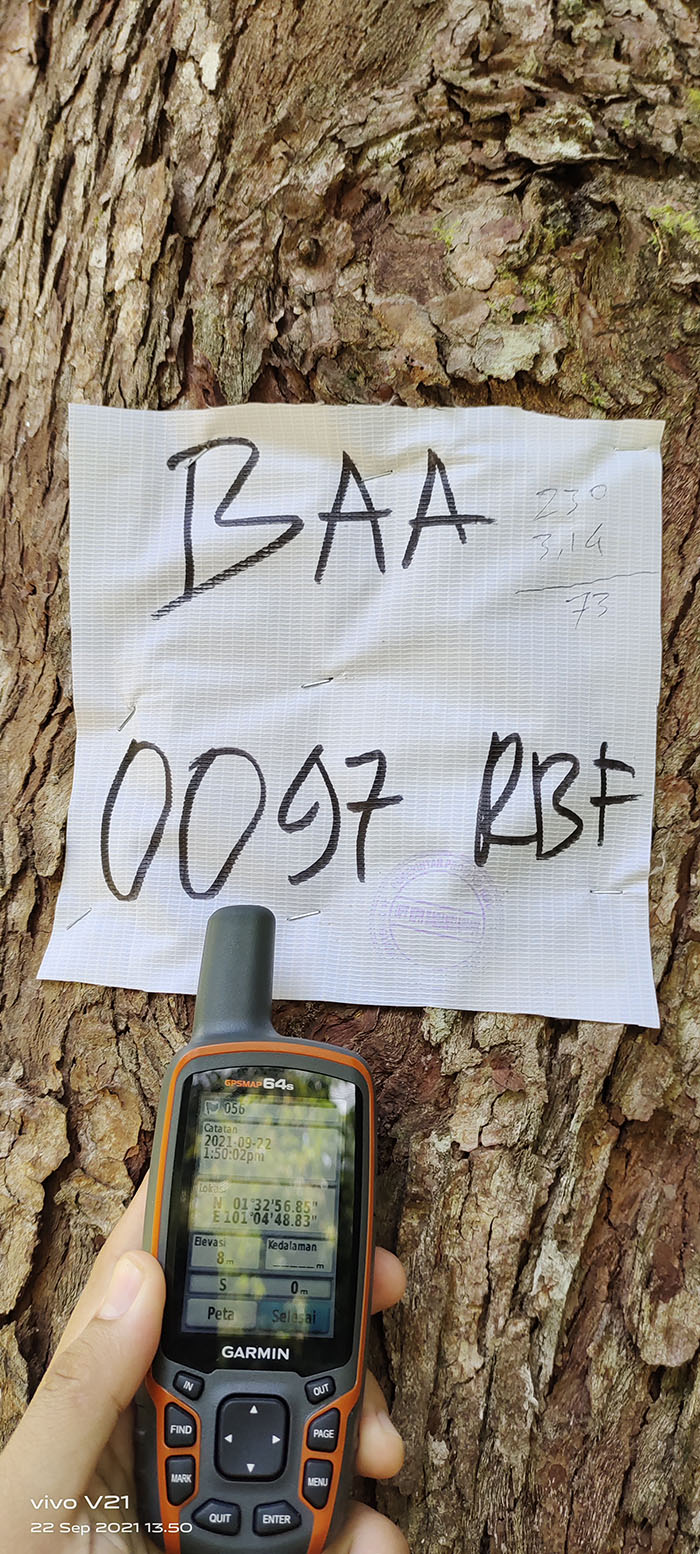 BAA
230
3,14
73
0097 RBF
GPSMAP 64s
056
Catatan
2021-09-22
1:50:02pm
Lokasi
N 01°32'56.85"
E101°04'48.83"
Elevasi Kedalaman
8m _____m
S 0m
Peta Selesai
GARMIN
IN OUT
FIND PAGE
MARK MENU
QUIT ENTER
vivo V21
22 Sep 2021 13.50